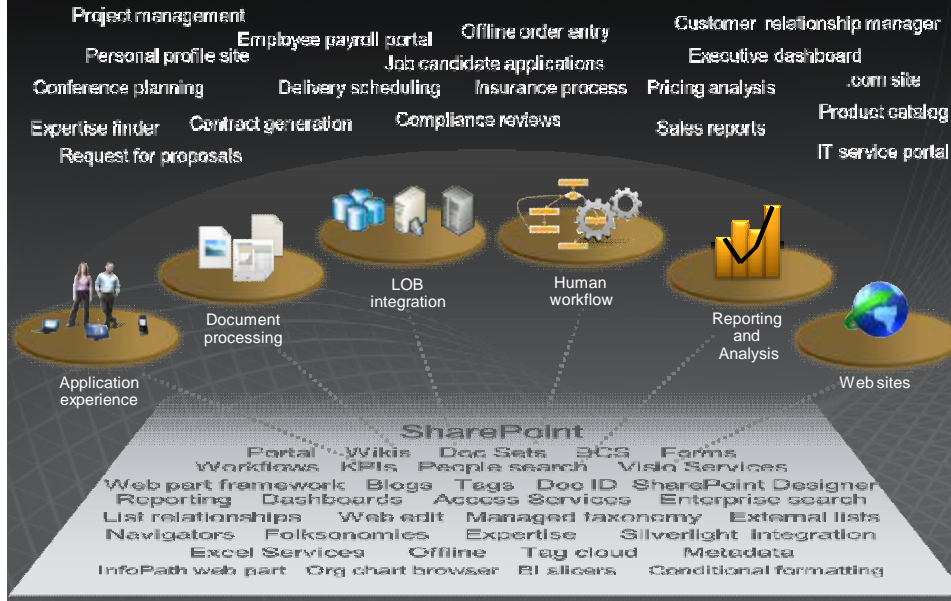 Project management
Employee payroll portal
Offline order entry
Customer relationship manager
Personal profile site
Job candidate applications
Executive dashboard
Conference planning
Delivery scheduling
Insurance process
Pricing analysis
.com site
Expertise finder
Contract generation
Compliance reviews
Sales reports
Product catalog
Request for proposals
IT service portal
LOB
integration
Human
workflow
Document
processing
Reporting
and
Analysis
Application
experience
Web sites
SharePoint
Portal Wikis Doc Sets BCS Forms
Workflows KPIs People search Visio Services
Web part framework Blogs Tags Doc ID SharePoint Designer
Reporting Dashboards Access Services Enterprise search
List relationships Web edit Managed taxonomy External lists
Navigators Folksonomies Expertise Silverlight integration
Excel Services Offline Tag cloud Metadata
InfoPath web part Org chart browser BI slicers Conditional formatting